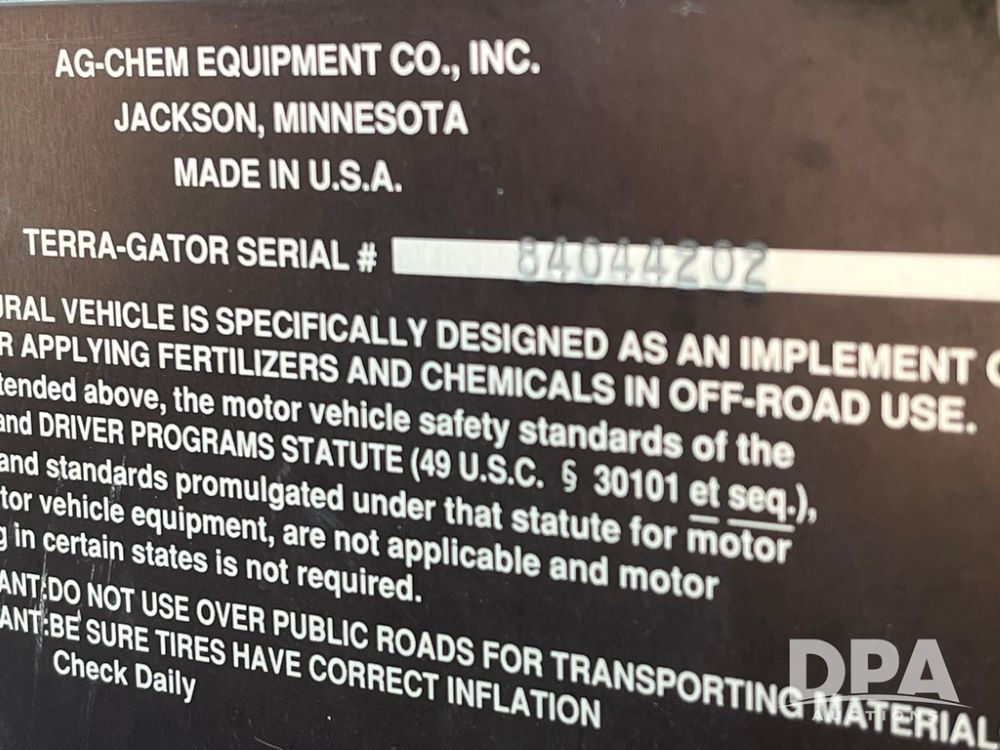 AG-CHEM EQUIPMENT CO., INC.
JACKSON, MINNESOTA
MADE IN U.S.A.
TERRA-GATOR SERIAL # 84044202
URAL VEHICLE IS SPECIFICALLY DESIGNED AS AN IMPLEMENT O
R APPLYING FERTILIZERS AND CHEMICALS IN OFF-ROAD USE.
tended above, the motor vehicle safety standards of the
and DRIVER PROGRAMS STATUTE (49 U.S.C. § 30101 et seq.),
and standards promulgated under that statute for motor
tor vehicle equipment, are not applicable and motor
g in certain states is not required.
ANT:DO NOT USE OVER PUBLIC ROADS FOR TRANSPORTING MATERIAL
ANT:BE SURE TIRES HAVE CORRECT INFLATION
Check Daily
DPA
AUCTIONS